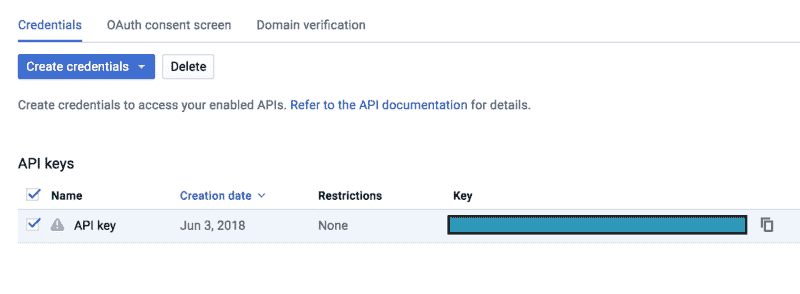 Credentials OAuth consent screen Domain verification
Create credentials Delete
Create credentials to access your enabled APIs. Refer to the API documentation for details.
API keys
Name Creation date Restrictions Key
API key Jun 3, 2018 None